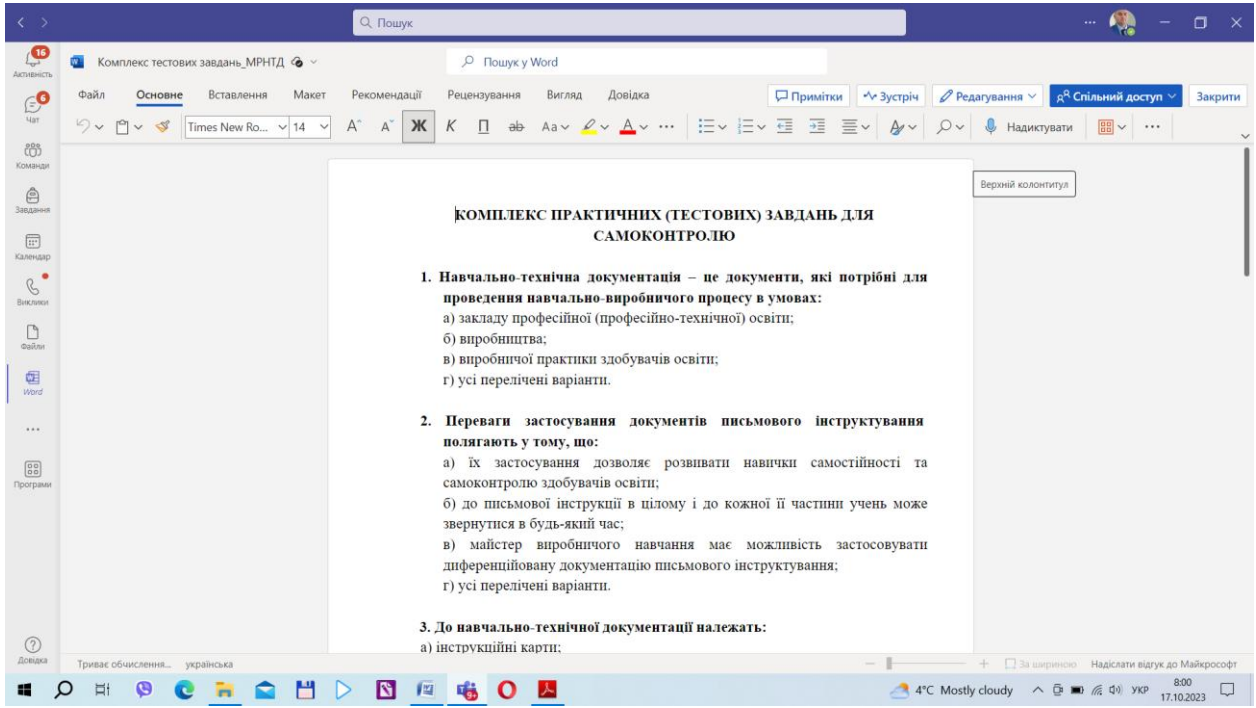 Пошук
16
Активність
Комплекс тестових завдань_МРНТД
Пошук у Word
Файл Основне Вставлення Макет Рекомендації Рецензування Вигляд Довідка Примітки Зустріч Редагування Спільний доступ Закрити
6
Чат
Times New Ro... 14 Ж К П ab Aa А Надиктувати
Команди
Завдання
Календар
Виклики
Файли
Word
Програми
Довідка
Верхній колонтитул
КОМПЛЕКС ПРАКТИЧНИХ (ТЕСТОВИХ) ЗАВДАНЬ ДЛЯ
САМОКОНТРОЛЮ
1. Навчально-технічна документація – це документи, які потрібні для
проведення навчально-виробничого процесу в умовах:
а) закладу професійної (професійно-технічної) освіти;
б) виробництва;
в) виробничої практики здобувачів освіти;
г) усі перелічені варіанти.
2. Переваги застосування документів письмового інструктування
полягають у тому, що:
а) їх застосування дозволяє розвивати навички самостійності та
самоконтролю здобувачів освіти;
б) до письмової інструкції в цілому і до кожної її частини учень може
звернутися в будь-який час;
в) майстер виробничого навчання має можливість застосовувати
диференційовану документацію письмового інструктування;
г) усі перелічені варіанти.
3. До навчально-технічної документації належать:
а) інструкційні карти;
Триває обчислення... українська За шириною Надіслати відгук до Майкрософт
4°C Mostly cloudy УКР 8:00
17.10.2023